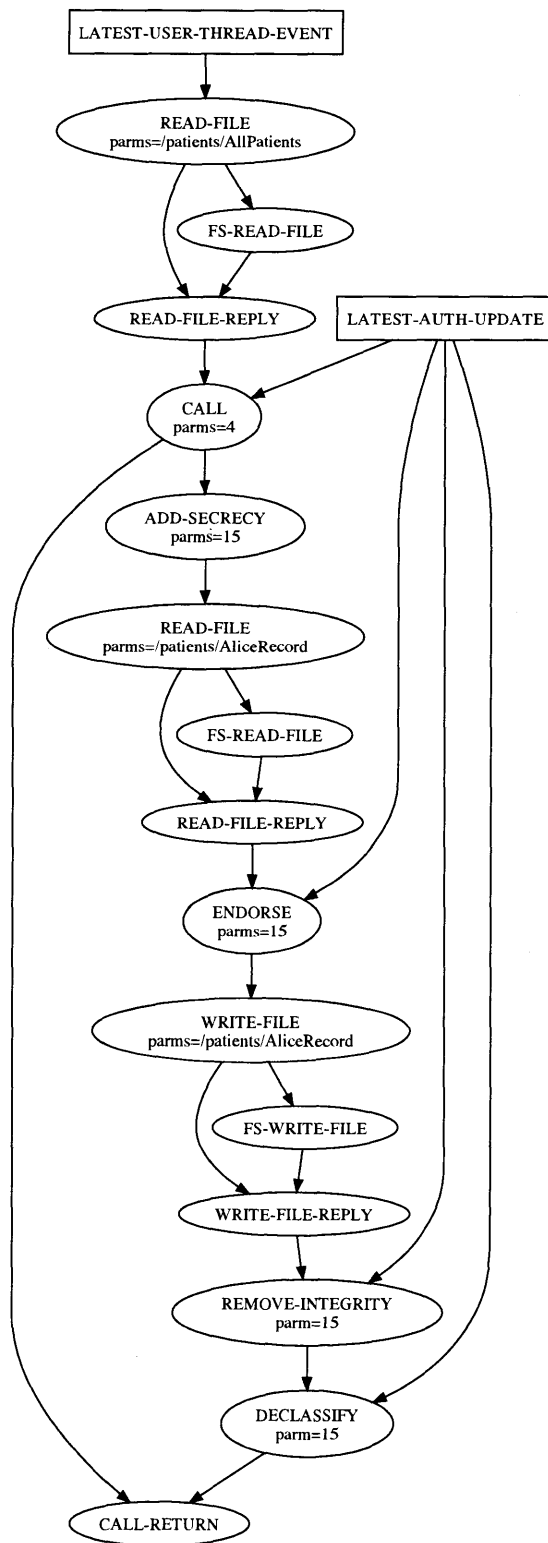 LATEST-USER-THREAD-EVENT
READ-FILE
parms=/patients/AllPatients
FS-READ-FILE
READ-FILE-REPLY
LATEST-AUTH-UPDATE
CALL
parms=4
ADD-SECRECY
parms=15
READ-FILE
parms=/patients/AliceRecord
FS-READ-FILE
READ-FILE-REPLY
ENDORSE
parms=15
WRITE-FILE
parms=/patients/AliceRecord
FS-WRITE-FILE
WRITE-FILE-REPLY
REMOVE-INTEGRITY
parm=15
DECLASSIFY
parm=15
CALL-RETURN